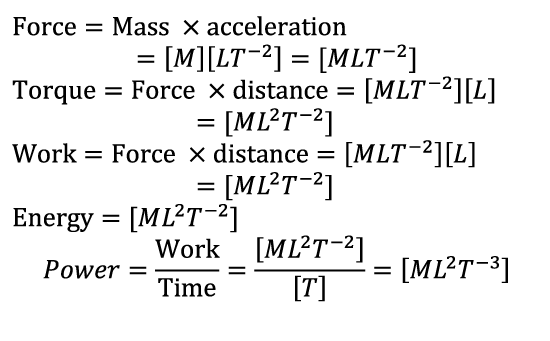 Force = Mass × acceleration
= [M][LT⁻²] = [MLT⁻²]
Torque = Force × distance = [MLT⁻²][L]
= [ML²T⁻²]
Work = Force × distance = [MLT⁻²][L]
= [ML²T⁻²]
Energy = [ML²T⁻²]
Power = Work / Time = [ML²T⁻²] / [T] = [ML²T⁻³]